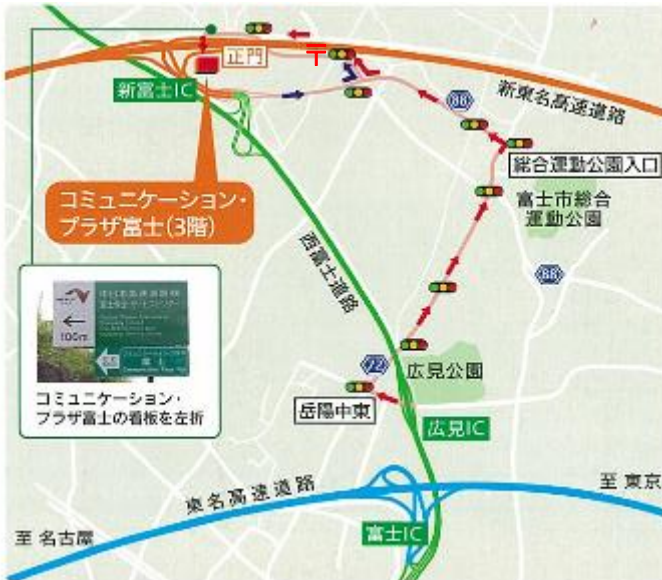 正門
〒
新富士IC
新東名高速道路
88
総合運動公園入口
コミュニケーション・
プラザ富士(3階)
富士市総合
運動公園
西富士道路
88
100m
コミュニケーション・
プラザ富士の看板を左折
72
広見公園
岳陽中東
広見IC
東名高速道路
至 東京
至 名古屋
富士IC